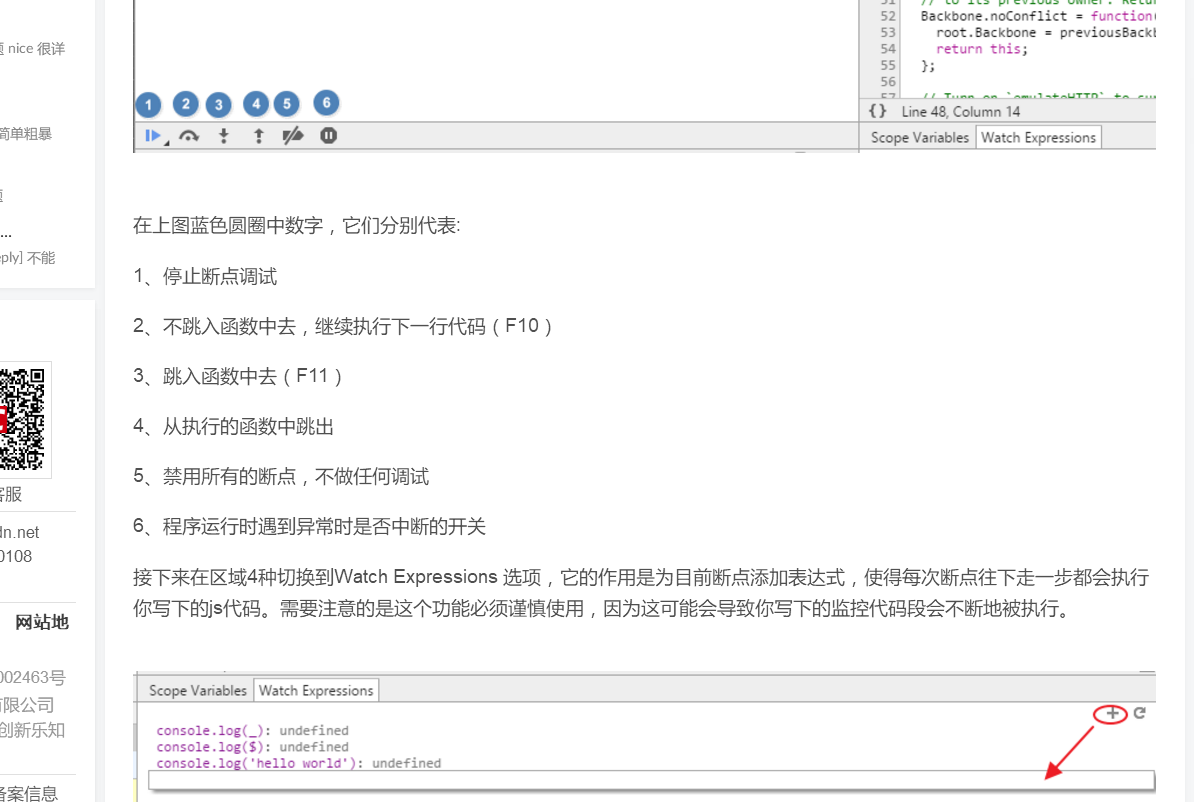 题 nice 很详
简单粗暴
题
...
eply] 不能
客服
dn.net
0108
网站地
002463号
有限公司
创新乐知
备案信息
51 // to its previous owner. Retu
52 Backbone.noConflict = function(
53 root.Backbone = previousBackb
54 return this;
55 };
56
57 // Turn on `emulateHTTP` to sup
{} Line 48, Column 14
Scope Variables Watch Expressions
1 2 3 4 5 6
在上图蓝色圆圈中数字，它们分别代表:
1、停止断点调试
2、不跳入函数中去，继续执行下一行代码（F10）
3、跳入函数中去（F11）
4、从执行的函数中跳出
5、禁用所有的断点，不做任何调试
6、程序运行时遇到异常时是否中断的开关
接下来在区域4种切换到Watch Expressions 选项，它的作用是为目前断点添加表达式，使得每次断点往下走一步都会执行
你写下的js代码。需要注意的是这个功能必须谨慎使用，因为这可能会导致你写下的监控代码段会不断地被执行。
Scope Variables Watch Expressions
console.log(_): undefined
console.log($): undefined
console.log('hello world'): undefined